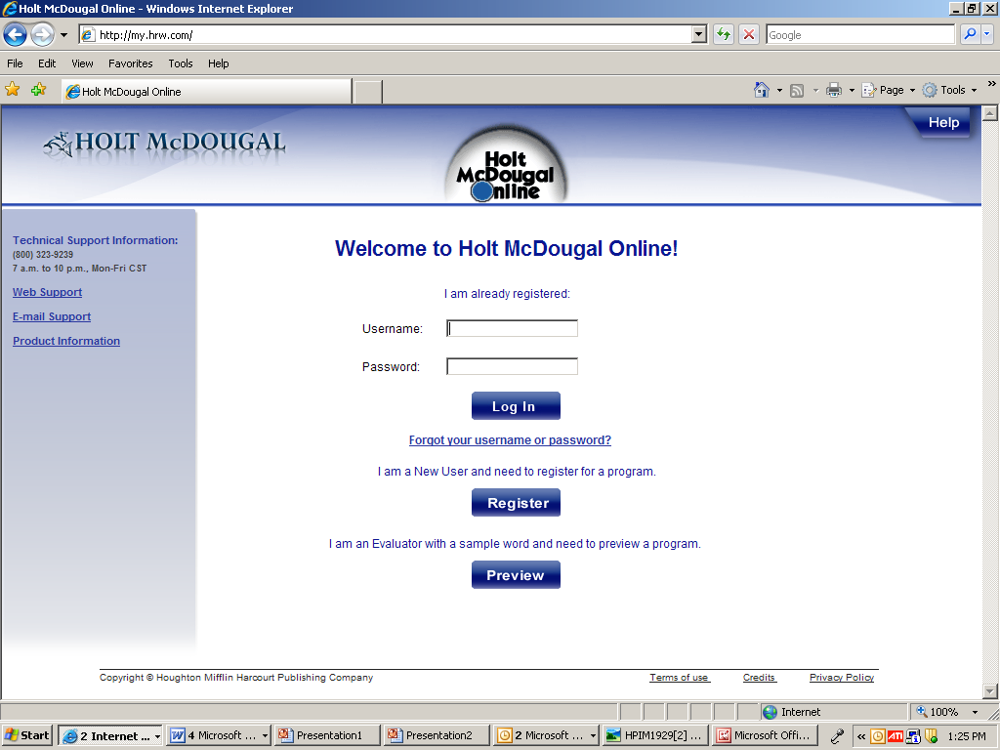 Holt McDougal Online - Windows Internet Explorer
http://my.hrw.com/
Google
File Edit View Favorites Tools Help
Holt McDougal Online
Page Tools »
HOLT McDOUGAL
Holt
McDougal
Online
Help
Technical Support Information:
(800) 323-9239
7 a.m. to 10 p.m., Mon-Fri CST
Web Support
E-mail Support
Product Information
Welcome to Holt McDougal Online!
I am already registered:
Username:
Password:
Log In
Forgot your username or password?
I am a New User and need to register for a program.
Register
I am an Evaluator with a sample word and need to preview a program.
Preview
Copyright © Houghton Mifflin Harcourt Publishing Company
Terms of use Credits Privacy Policy
Internet 100%
Start 2 Internet ... 4 Microsoft ... Presentation1 Presentation2 2 Microsoft ... HPIM1929[2] ... Microsoft Offi... « ATI 1:25 PM